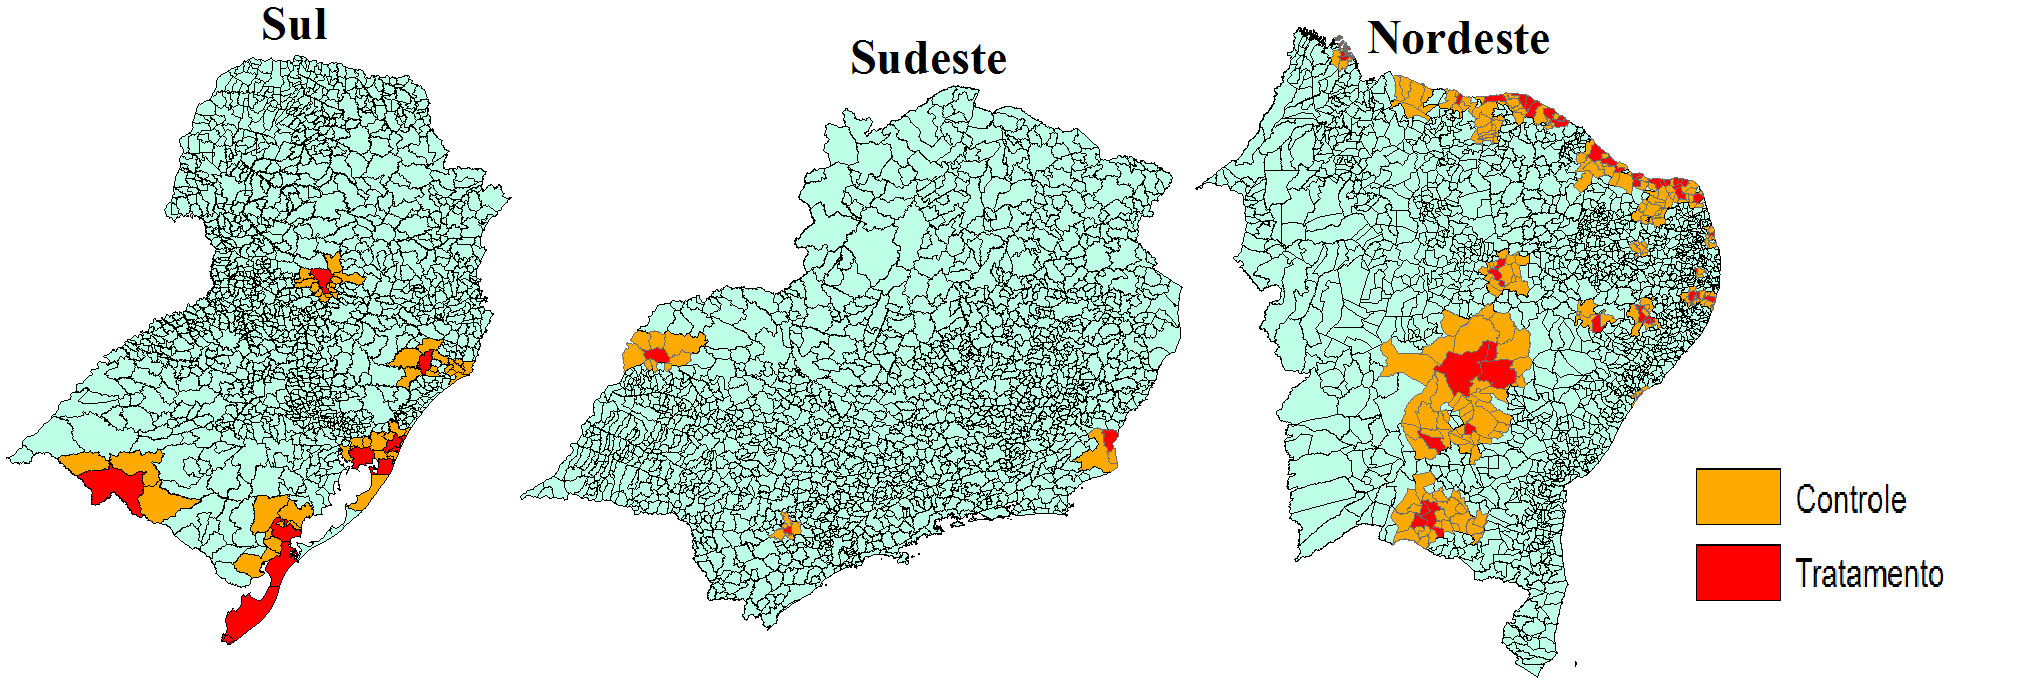 Sul
Sudeste
Nordeste
Controle
Tratamento